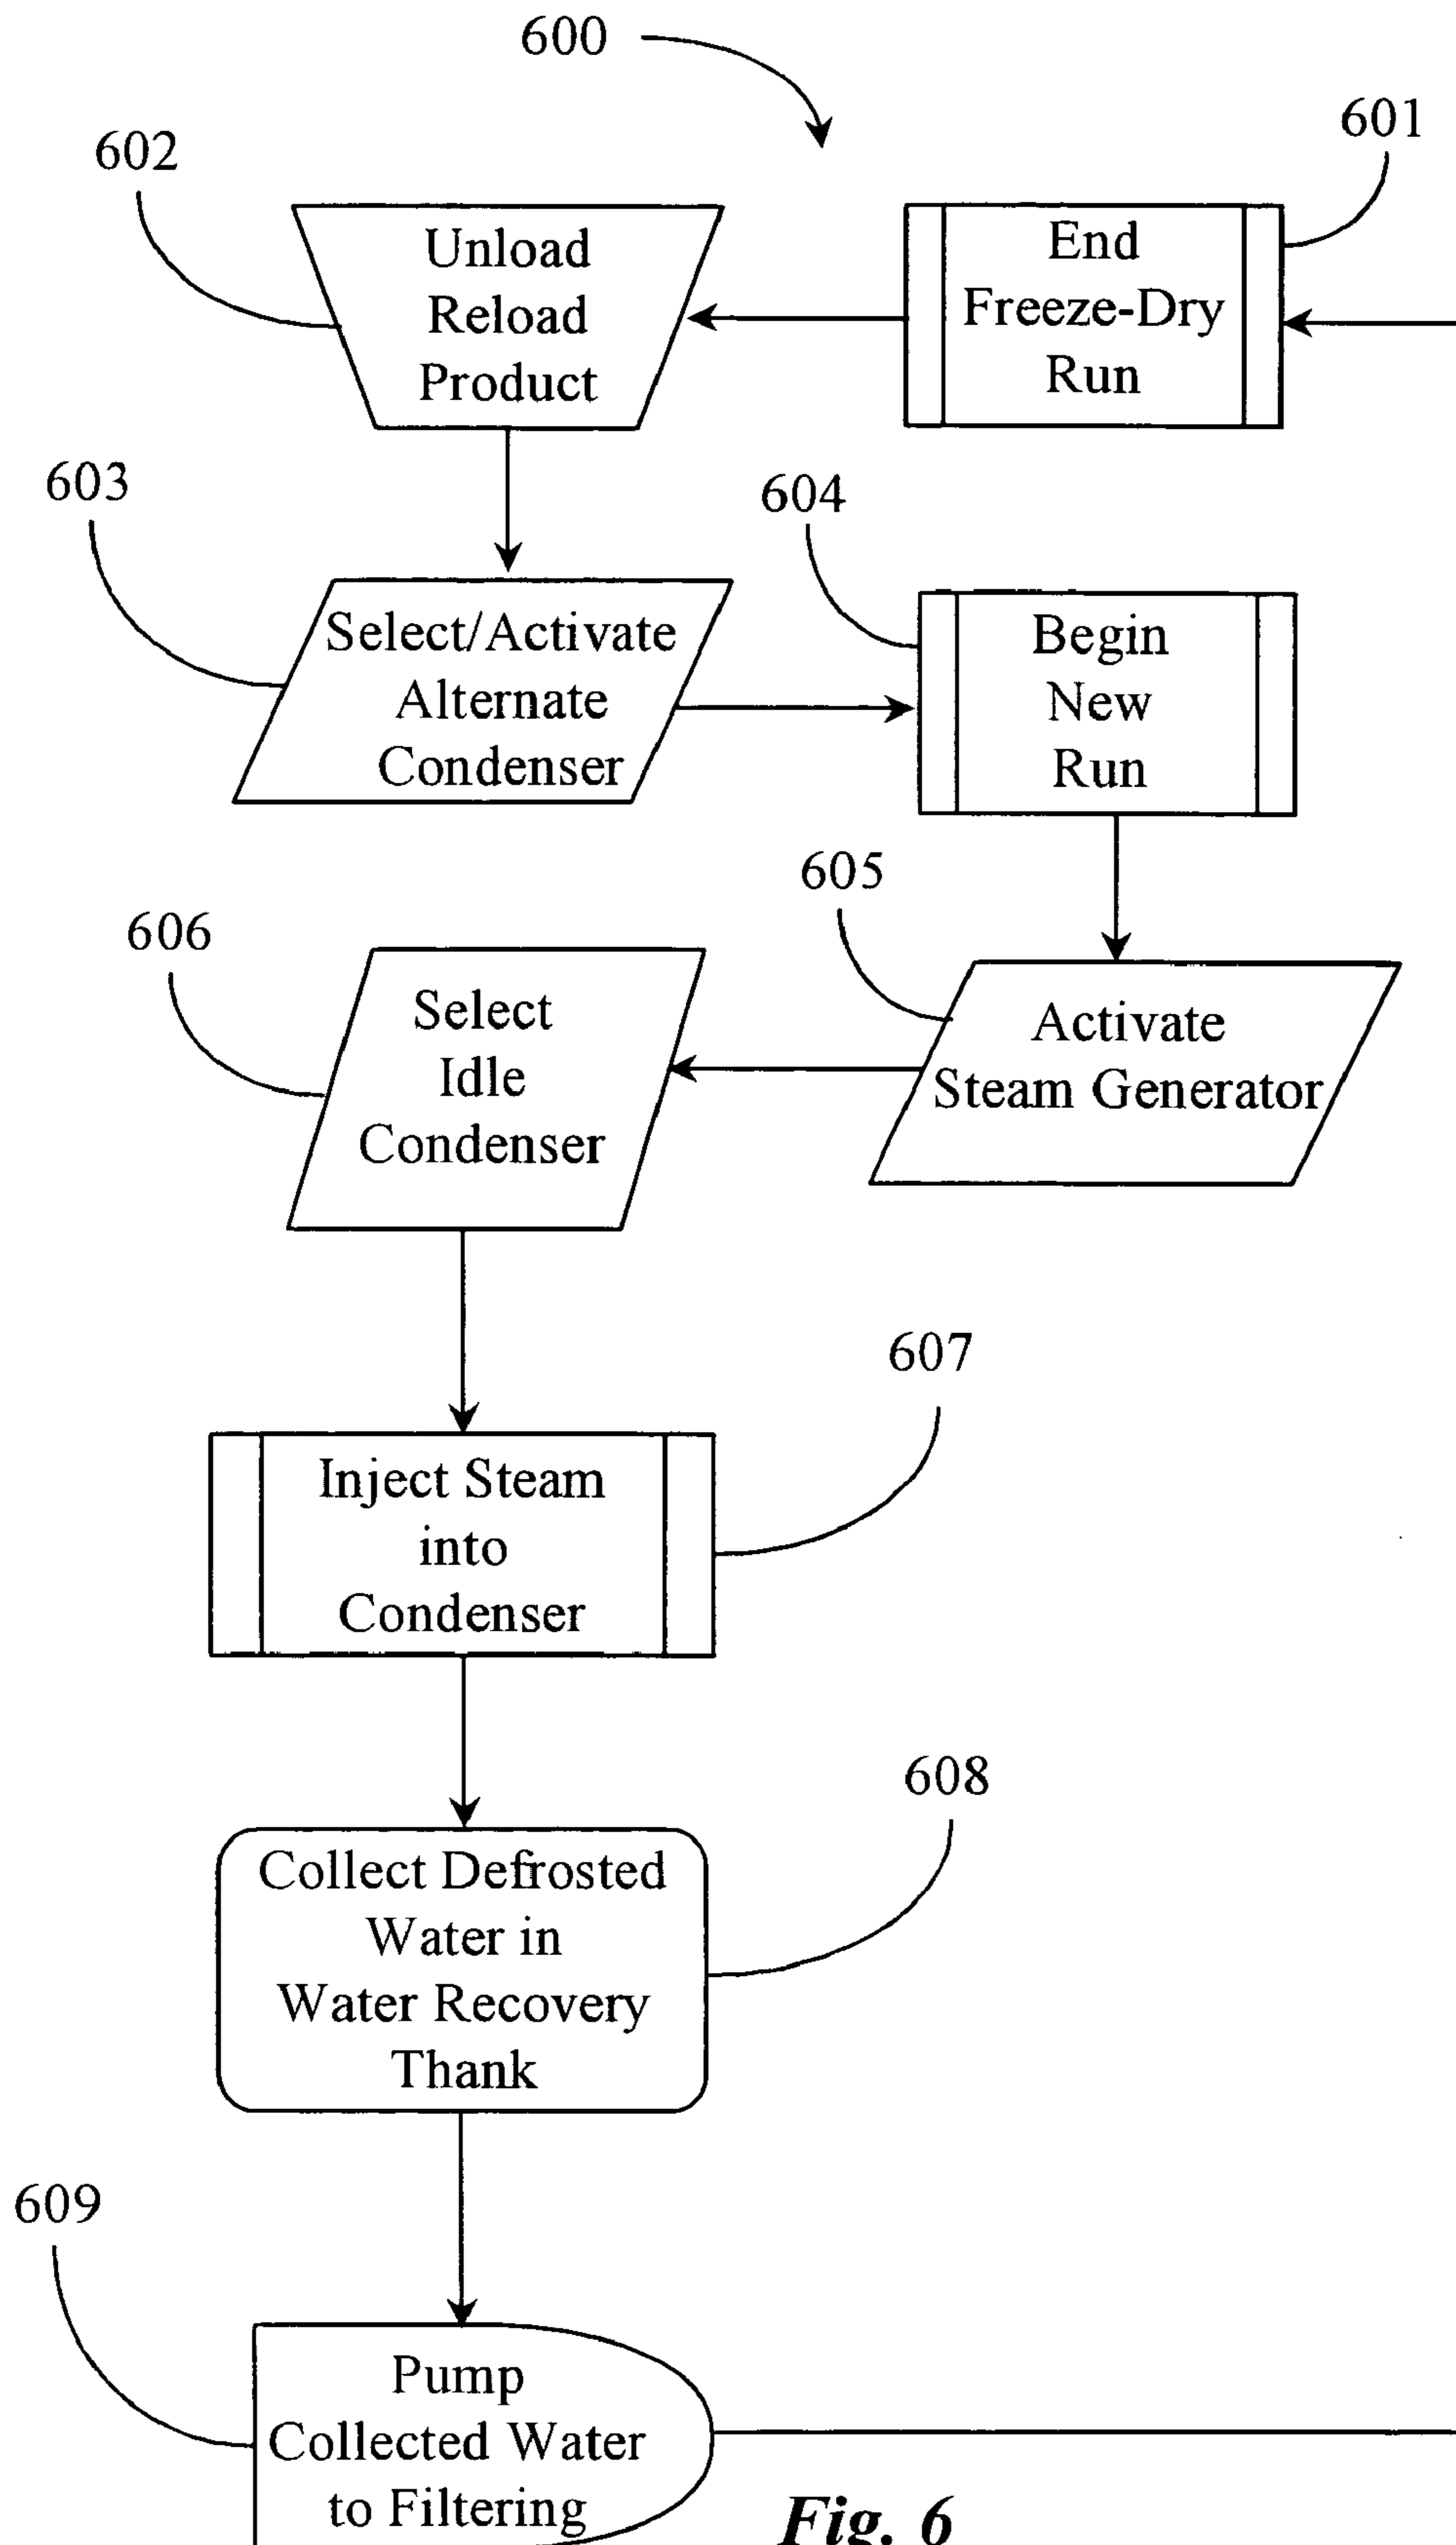 600
601
End
Freeze-Dry
Run
602
Unload
Reload
Product
603
Select/Activate
Alternate
Condenser
604
Begin
New
Run
605
Activate
Steam Generator
606
Select
Idle
Condenser
607
Inject Steam
into
Condenser
608
Collect Defrosted
Water in
Water Recovery
Thank
609
Pump
Collected Water
to Filtering
Fig. 6